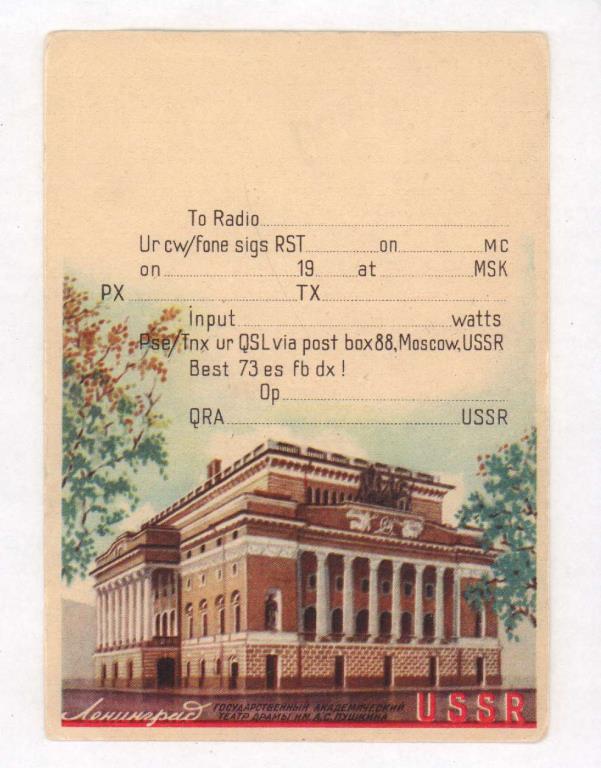 To Radio
Ur cw/fone sigs RST on MC
on 19 at MSK
PX TX
Input watts
Pse/Tnx ur QSL via post box 88, Moscow, USSR
Best 73 es fb dx!
Op
QRA USSR
Ленинград ГОСУДАРСТВЕННЫЙ АКАДЕМИЧЕСКИЙ
ТЕАТР ДРАМЫ ИМ. А.С. ПУШКИНА
USSR